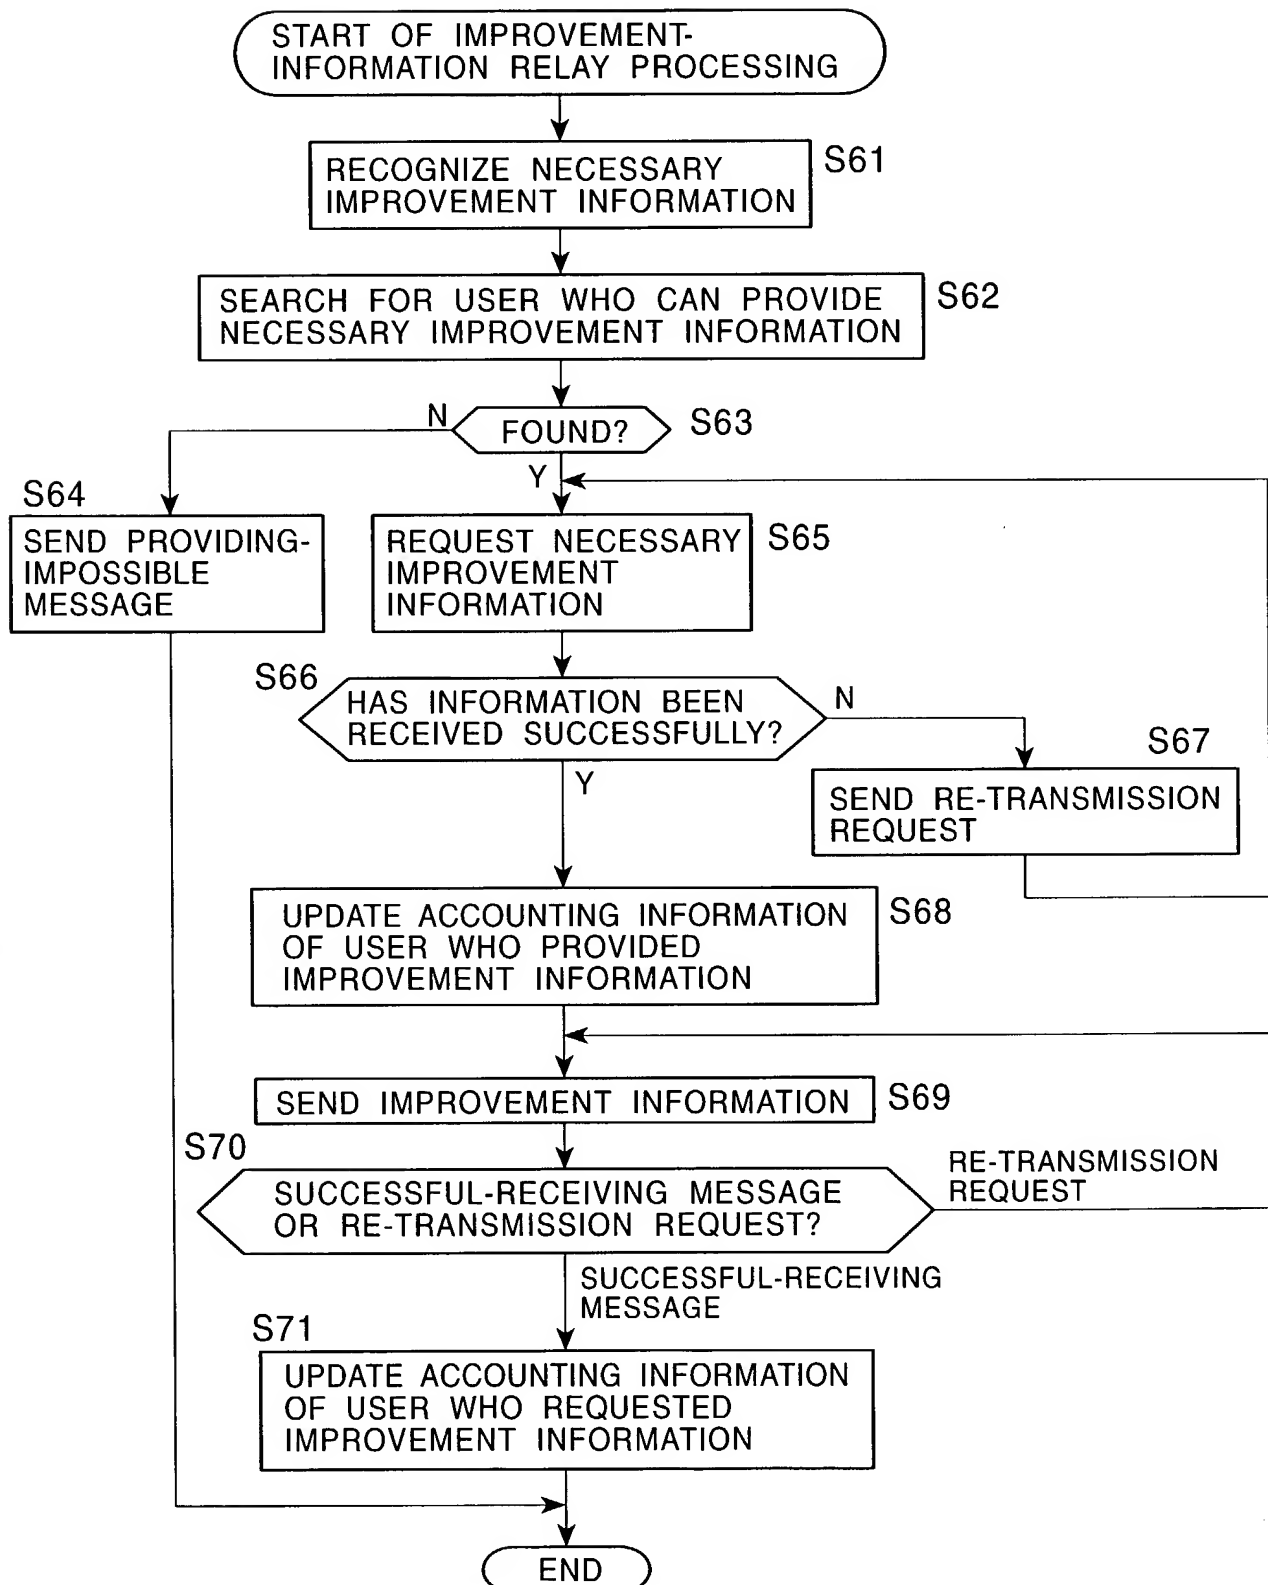 START OF IMPROVEMENT-
INFORMATION RELAY PROCESSING
RECOGNIZE NECESSARY
IMPROVEMENT INFORMATION
S61
SEARCH FOR USER WHO CAN PROVIDE
NECESSARY IMPROVEMENT INFORMATION
S62
N
FOUND?
S63
Y
S64
SEND PROVIDING-
IMPOSSIBLE
MESSAGE
REQUEST NECESSARY
IMPROVEMENT
INFORMATION
S65
S66
HAS INFORMATION BEEN
RECEIVED SUCCESSFULLY?
N
Y
S67
SEND RE-TRANSMISSION
REQUEST
UPDATE ACCOUNTING INFORMATION
OF USER WHO PROVIDED
IMPROVEMENT INFORMATION
S68
SEND IMPROVEMENT INFORMATION
S69
S70
SUCCESSFUL-RECEIVING MESSAGE
OR RE-TRANSMISSION REQUEST?
RE-TRANSMISSION
REQUEST
SUCCESSFUL-RECEIVING
MESSAGE
S71
UPDATE ACCOUNTING INFORMATION
OF USER WHO REQUESTED
IMPROVEMENT INFORMATION
END